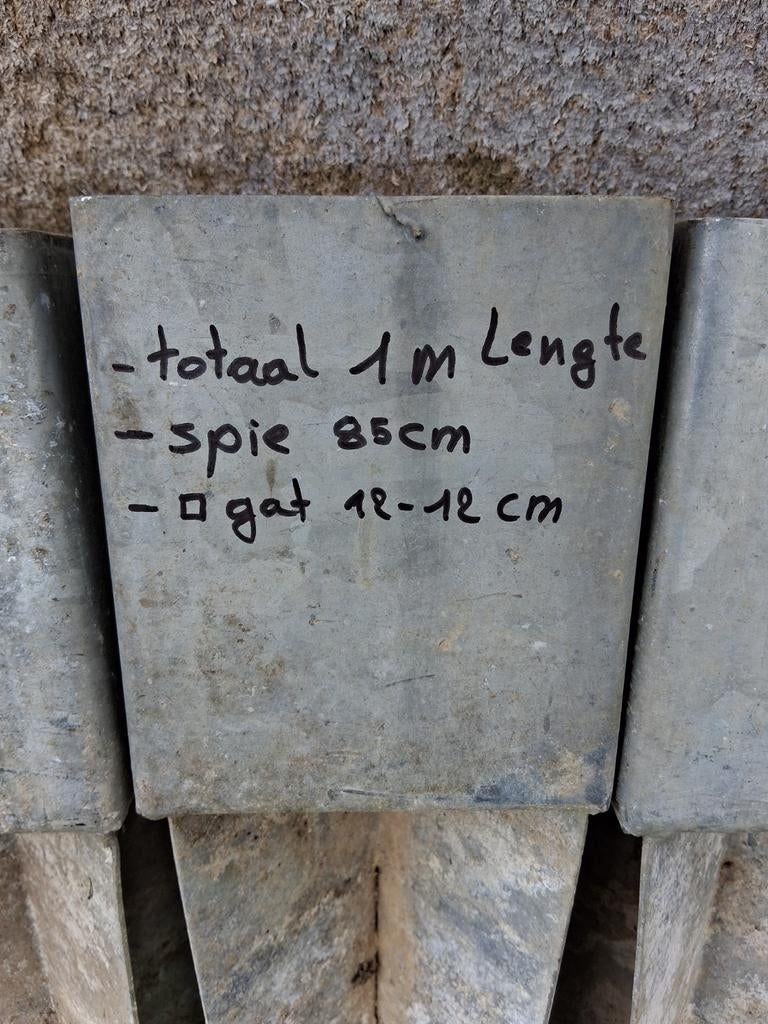 - totaal 1 m Lengte
- spie 85cm
- □ gat 12-12 cm